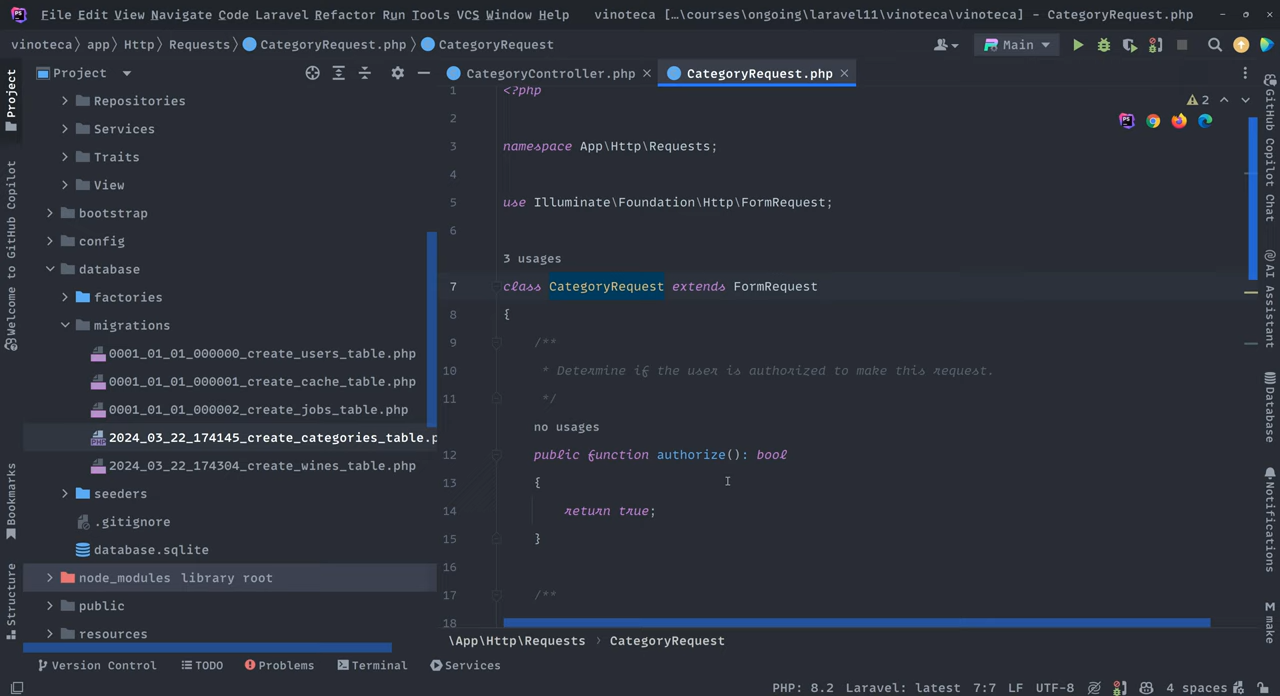 File Edit View Navigate Code Laravel Refactor Run Tools VCS Window Help vinoteca […\courses\ongoing\laravel11\vinoteca\vinoteca] - CategoryRequest.php
vinoteca app Http Requests CategoryRequest.php CategoryRequest
Main
Project
CategoryController.php
CategoryRequest.php
Project
Welcome to GitHub Copilot
Bookmarks
Structure
Repositories
Services
Traits
View
bootstrap
config
database
factories
migrations
0001_01_01_000000_create_users_table.php
0001_01_01_000001_create_cache_table.php
0001_01_01_000002_create_jobs_table.php
2024_03_22_174145_create_categories_table.p
2024_03_22_174304_create_wines_table.php
seeders
.gitignore
database.sqlite
node_modules library root
public
resources
1 <?php
2
3 namespace App\Http\Requests;
4
5 use Illuminate\Foundation\Http\FormRequest;
6
3 usages
7 class CategoryRequest extends FormRequest
8 {
9 /**
10 * Determine if the user is authorized to make this request.
11 */
no usages
12 public function authorize(): bool
13 {
14 return true;
15 }
16
17 /**
18
2
GitHub Copilot Chat
AI Assistant
Database
Notifications
make
\App\Http\Requests › CategoryRequest
Version Control TODO Problems Terminal Services
PHP: 8.2 Laravel: latest 7:7 LF UTF-8 4 spaces